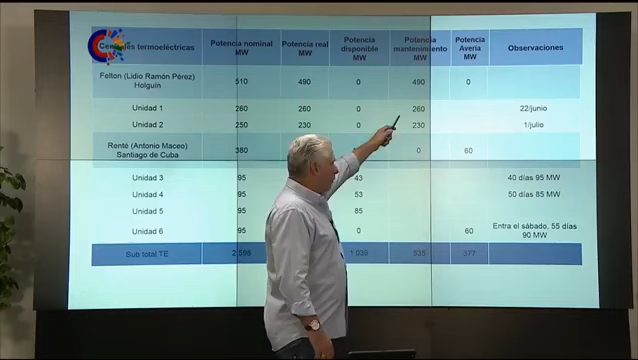 Centrales termoeléctricas Potencia nominal MW Potencia real MW Potencia disponible MW Potencia mantenimiento MW Potencia Avería MW Observaciones
Felton (Lidio Ramón Pérez) Holguín 510 490 0 490 0
Unidad 1 260 260 0 260 22/junio
Unidad 2 250 230 0 230 1/julio
Renté (Antonio Maceo) Santiago de Cuba 380 0 60
Unidad 3 95 43 40 días 95 MW
Unidad 4 95 53 50 días 85 MW
Unidad 5 95 85
Unidad 6 95 0 60 Entra el sábado, 55 días 90 MW
Sub total TE 2 598 1 039 535 377